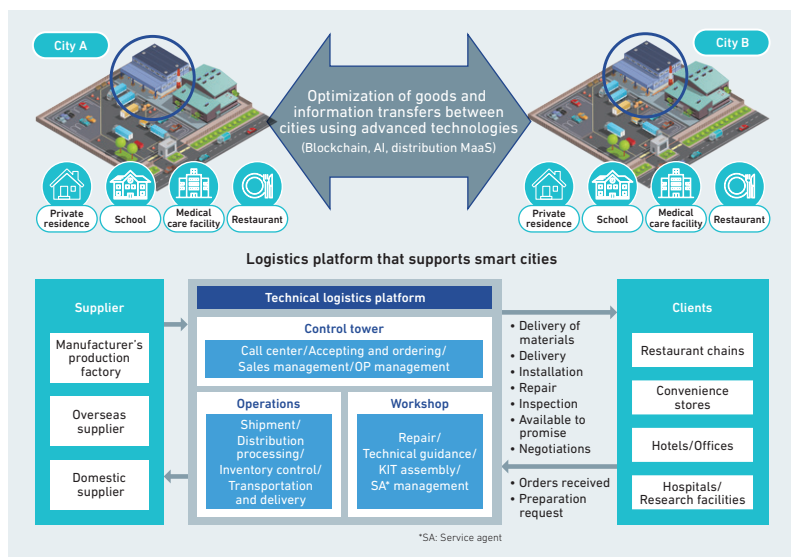 City A
City B
Optimization of goods and
information transfers between
cities using advanced technologies
(Blockchain, AI, distribution MaaS)
Private
residence
School
Medical
care facility
Restaurant
Private
residence
School
Medical
care facility
Restaurant
Logistics platform that supports smart cities
Supplier
Manufacturer's
production
factory
Overseas
supplier
Domestic
supplier
Technical logistics platform
Control tower
Call center/Accepting and ordering/
Sales management/OP management
Operations
Shipment/
Distribution
processing/
Inventory control/
Transportation
and delivery
Workshop
Repair/
Technical guidance/
KIT assembly/
SA* management
• Delivery of
materials
• Delivery
• Installation
• Repair
• Inspection
• Available to
promise
• Negotiations
• Orders received
• Preparation
request
Clients
Restaurant chains
Convenience
stores
Hotels/Offices
Hospitals/
Research facilities
*SA: Service agent